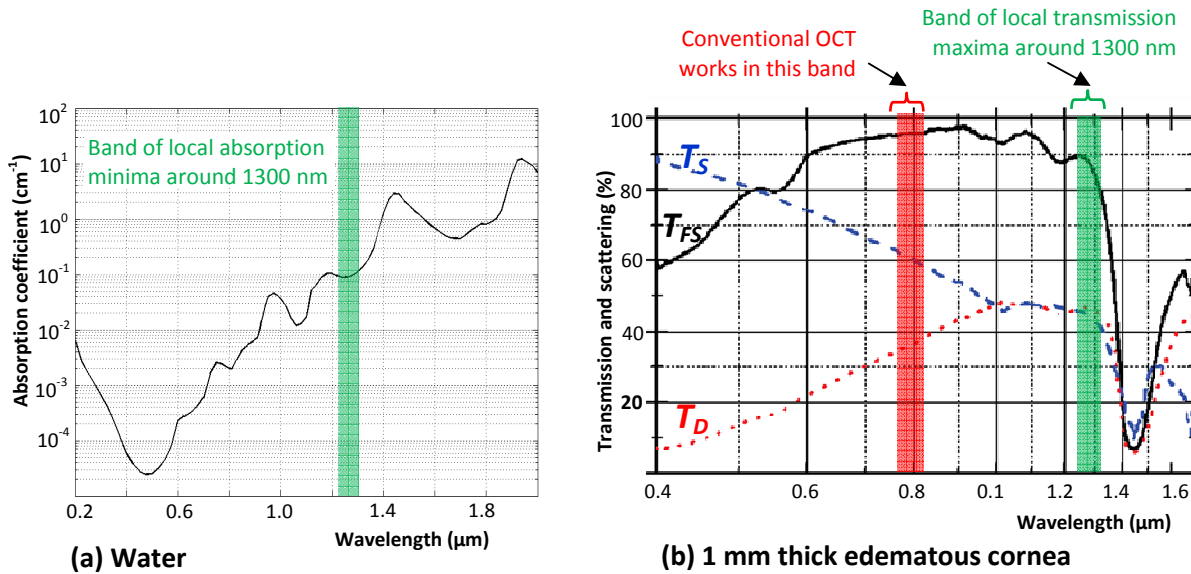 Conventional OCT
works in this band
Band of local transmission
maxima around 1300 nm
Absorption coefficient (cm⁻¹)
10²
10¹
10⁰
10⁻¹
10⁻²
10⁻³
10⁻⁴
Band of local absorption
minima around 1300 nm
0.2
0.6
1.0
1.4
1.8
Wavelength (μm)
(a) Water
Transmission and scattering (%)
100
80
60
40
20
T_S
T_FS
T_D
0.4
0.6
0.8
0.1
1.2
1.4
1.6
Wavelength (μm)
(b) 1 mm thick edematous cornea